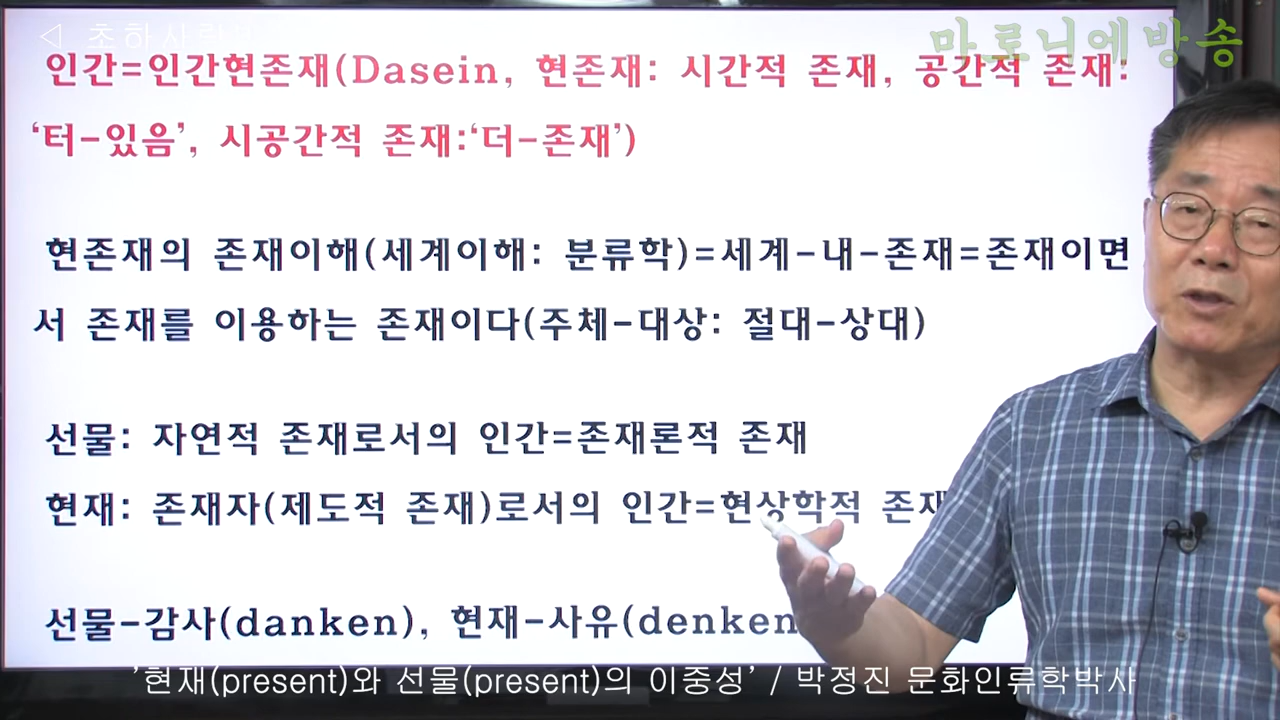 ◁ 초하사랑방
마로니에방송
인간=인간현존재(Dasein, 현존재: 시간적 존재, 공간적 존재:
‘터-있음’, 시공간적 존재:‘더-존재’)
현존재의 존재이해(세계이해: 분류학)=세계-내-존재=존재이면
서 존재를 이용하는 존재이다(주체-대상: 절대-상대)
선물: 자연적 존재로서의 인간=존재론적 존재
현재: 존재자(제도적 존재)로서의 인간=현상학적 존재
선물-감사(danken), 현재-사유(denken
'현재(present)와 선물(present)의 이중성' / 박정진 문화인류학박사